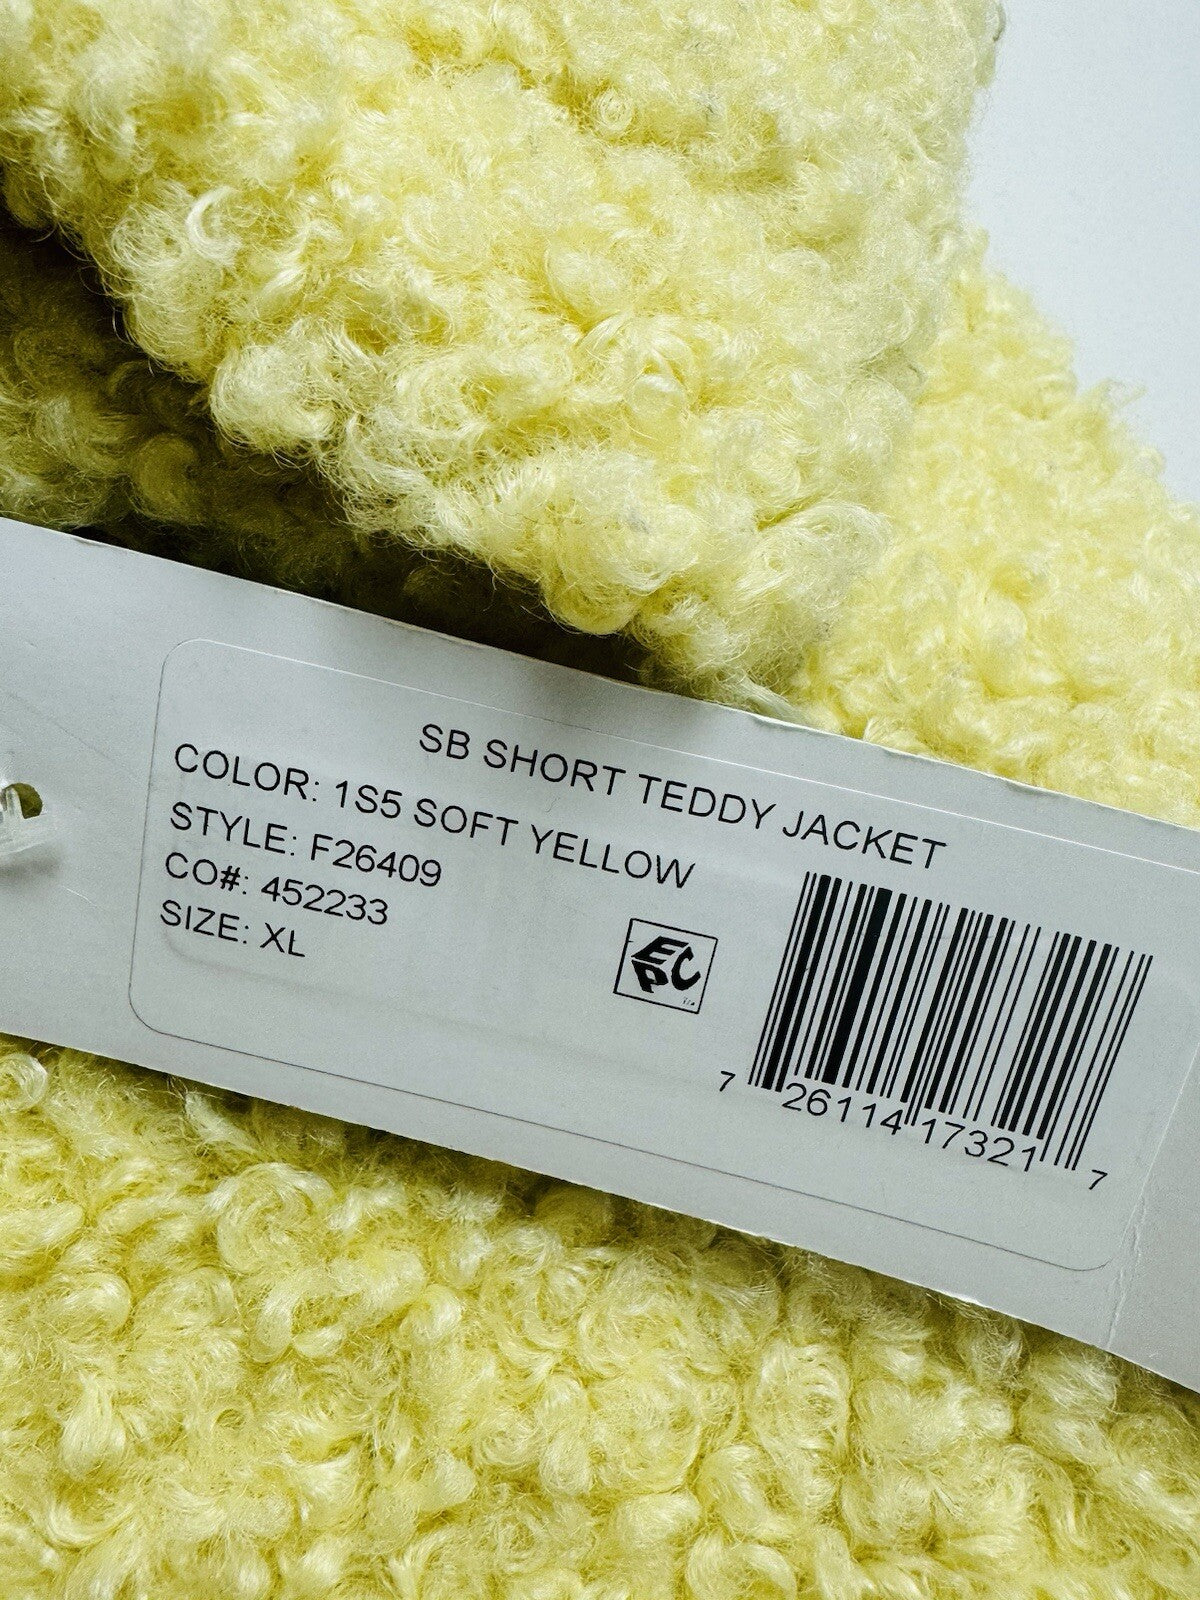 SB SHORT TEDDY JACKET
COLOR: 1S5 SOFT YELLOW
STYLE: F26409
CO#: 452233
SIZE: XL
EPC
7 26114 17321 7